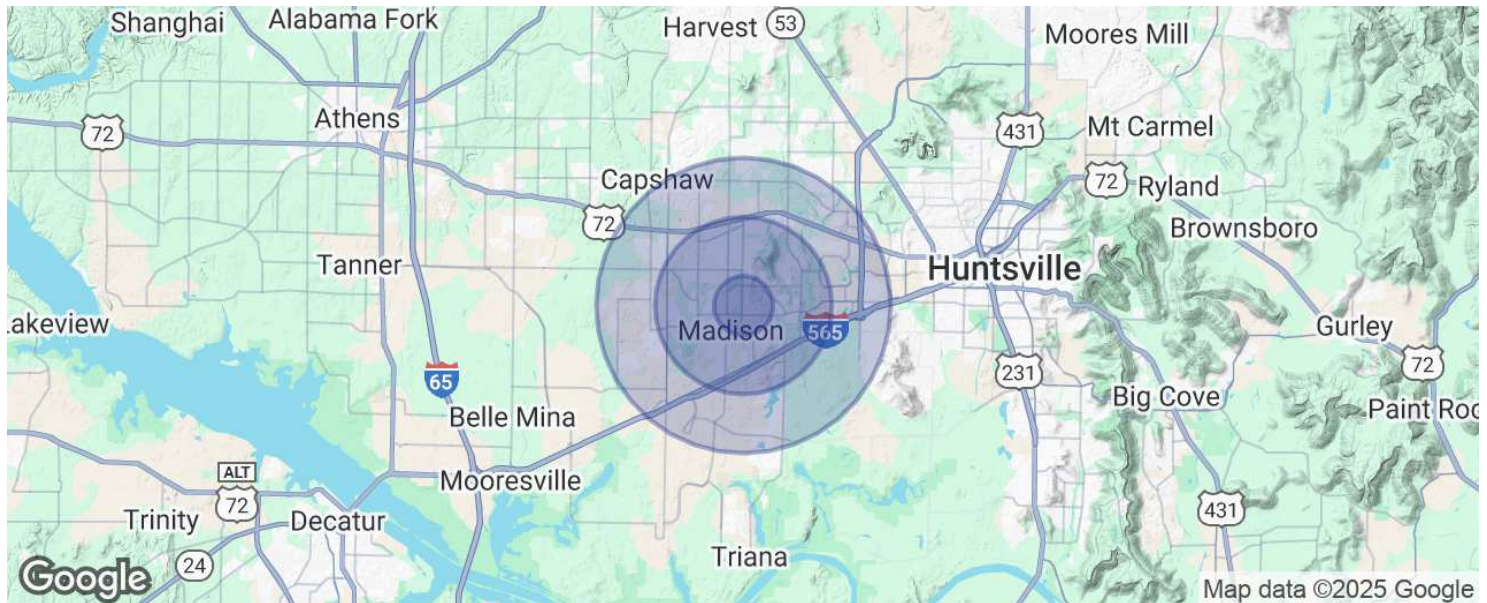 Shanghai
Alabama Fork
Harvest
53
Moores Mill
72
Athens
431
Mt Carmel
Capshaw
72
Ryland
72
Brownsboro
Tanner
Huntsville
Lakeview
Madison
565
Gurley
65
231
72
Belle Mina
Big Cove
Paint Roc
ALT
72
Mooresville
Trinity
Decatur
431
24
Triana
Google
Map data ©2025 Google